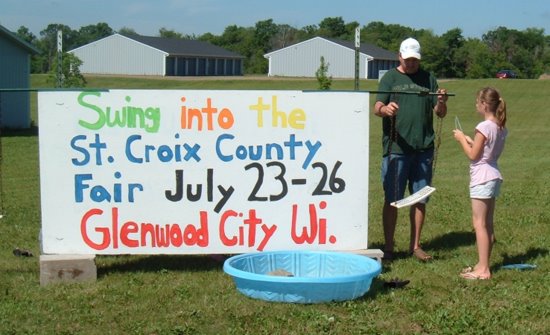 Swing into the
St. Croix County
Fair July 23-26
Glenwood City Wi.